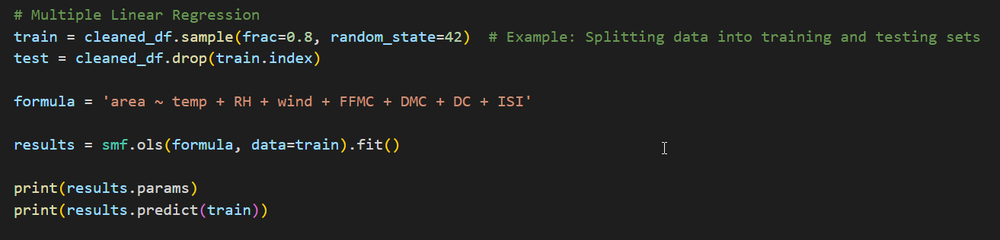 # Multiple Linear Regression
train = cleaned_df.sample(frac=0.8, random_state=42)  # Example: Splitting data into training and testing sets
test = cleaned_df.drop(train.index)
formula = 'area ~ temp + RH + wind + FFMC + DMC + DC + ISI'
results = smf.ols(formula, data=train).fit()
print(results.params)
print(results.predict(train))